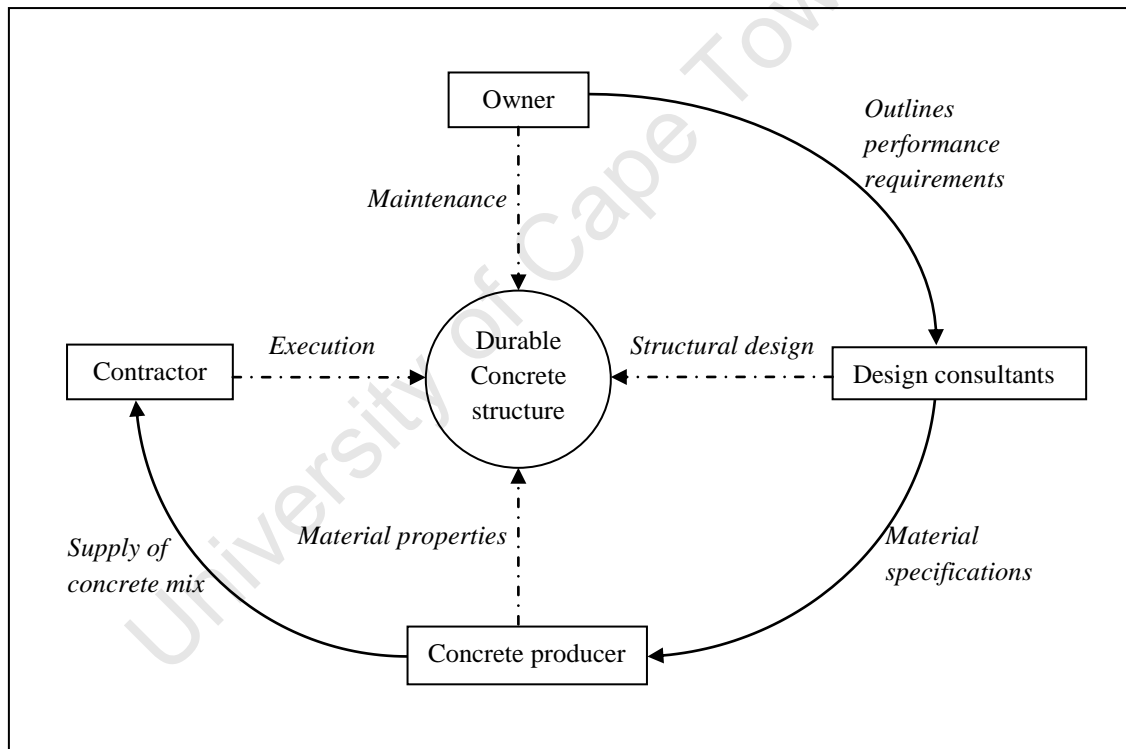 Owner
Outlines
performance
requirements
Maintenance
Durable
Concrete
structure
Execution
Structural design
Contractor
Design consultants
Material properties
Supply of
concrete mix
Material
specifications
Concrete producer
University of Cape Tow